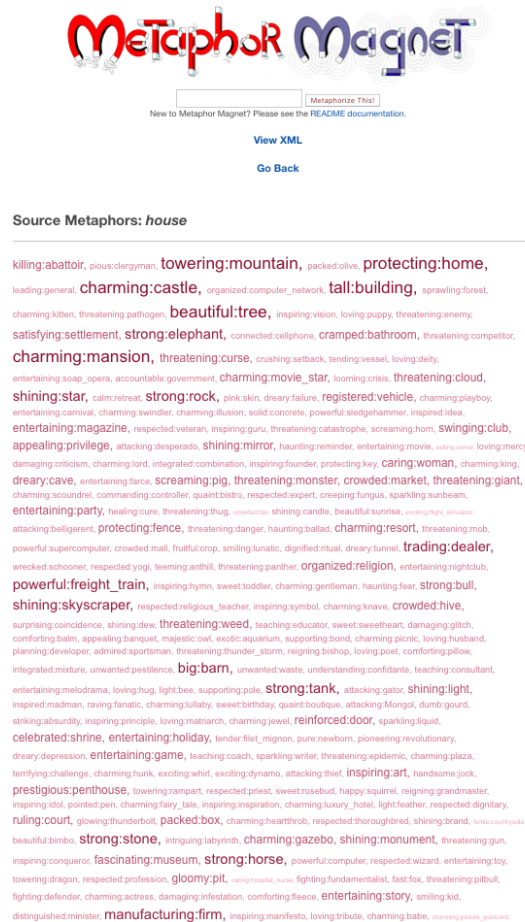 MeTaphoR MagneT
Metaphorize This!
New to Metaphor Magnet? Please see the README documentation.
View XML
Go Back
Source Metaphors: house
killing:abattoir, pious:clergyman, towering:mountain, packed:olive, protecting:home,
leading:general, charming:castle, organized:computer_network, tall:building, sprawling:forest,
charming:kitten, threatening:pathogen, beautiful:tree, inspiring:vision, loving:puppy, threatening:enemy,
satisfying:settlement, strong:elephant, connected:cellphone, cramped:bathroom, threatening:competitor,
charming:mansion, threatening:curse, crushing:setback, tending:vessel, loving:deity,
entertaining:soap_opera, accountable:government, charming:movie_star, looming:crisis, threatening:cloud,
shining:star, calm:retreat, strong:rock, pink:skin, dreary:failure, registered:vehicle, charming:playboy,
entertaining:carnival, charming:swindler, charming:illusion, solid:concrete, powerful:sledgehammer, inspired:idea,
entertaining:magazine, respected:veteran, inspiring:guru, threatening:catastrophe, screaming:horn, swinging:club,
appealing:privilege, attacking:desperado, shining:mirror, haunting:reminder, entertaining:movie, loving:mercy
damaging:criticism, charming:lord, integrated:combination, inspiring:founder, protecting:key, caring:woman, charming:king,
dreary:cave, entertaining:farce, screaming:pig, threatening:monster, crowded:market, threatening:giant,
charming:scoundrel, commanding:controller, quaint:bistro, respected:expert, creeping:fungus, sparkling:sunbeam,
entertaining:party, healing:cure, threatening:thug, crowded:fair, shining:candle, beautiful:sunrise, exciting:flight_simulator,
attacking:belligerent, protecting:fence, threatening:danger, haunting:ballad, charming:resort, threatening:mob,
powerful:supercomputer, crowded:mall, fruitful:crop, smiling:lunatic, dignified:ritual, dreary:tunnel, trading:dealer,
wrecked:schooner, respected:yogi, teeming:anthill, threatening:panther, organized:religion, entertaining:nightclub,
powerful:freight_train, inspiring:hymn, sweet:toddler, charming:gentleman, haunting:fear, strong:bull,
shining:skyscraper, respected:religious_teacher, inspiring:symbol, charming:knave, crowded:hive,
surprising:coincidence, shining:dew, threatening:weed, teaching:educator, sweet:sweetheart, damaging:glitch,
comforting:balm, appealing:banquet, majestic:owl, exotic:aquarium, supporting:bond, charming:picnic, loving:husband,
planning:developer, admired:sportsman, threatening:thunder_storm, reigning:bishop, loving:poet, comforting:pillow,
integrated:mixture, unwanted:pestilence, big:barn, unwanted:waste, understanding:confidante, teaching:consultant,
entertaining:melodrama, loving:hug, light:bee, supporting:pole, strong:tank, attacking:gator, shining:light,
inspired:madman, raving:fanatic, charming:lullaby, sweet:birthday, quaint:boutique, attacking:Mongol, dumb:gourd,
striking:absurdity, inspiring:principle, loving:matriarch, charming:jewel, reinforced:door, sparkling:liquid,
celebrated:shrine, entertaining:holiday, tender:filet_mignon, pure:newborn, pioneering:revolutionary,
dreary:depression, entertaining:game, teaching:coach, sparkling:writer, threatening:epidemic, charming:plaza,
terrifying:challenge, charming:hunk, exciting:whirl, exciting:dynamo, attacking:thief, inspiring:art, handsome:jock,
prestigious:penthouse, towering:rampart, respected:priest, sweet:rosebud, happy:squirrel, reigning:grandmaster,
inspiring:idol, pointed:pen, charming:fairy_tale, inspiring:inspiration, charming:luxury_hotel, light:feather, respected:dignitary,
ruling:court, glowing:thunderbolt, packed:box, charming:heartthrob, respected:thoroughbred, shining:brand, fertile:countryside
beautiful:bimbo, strong:stone, intriguing:labyrinth, charming:gazebo, shining:monument, threatening:gun,
inspiring:conqueror, fascinating:museum, strong:horse, powerful:computer, respected:wizard, entertaining:toy,
towering:dragon, respected:profession, gloomy:pit, caring:hospital_nurse, fighting:fundamentalist, fast:fox, threatening:pitbull,
fighting:defender, charming:actress, damaging:infestation, comforting:fleece, entertaining:story, smiling:kid,
distinguished:minister, manufacturing:firm, inspiring:manifesto, loving:tribute, charming:babe, charming:picture_postcard,